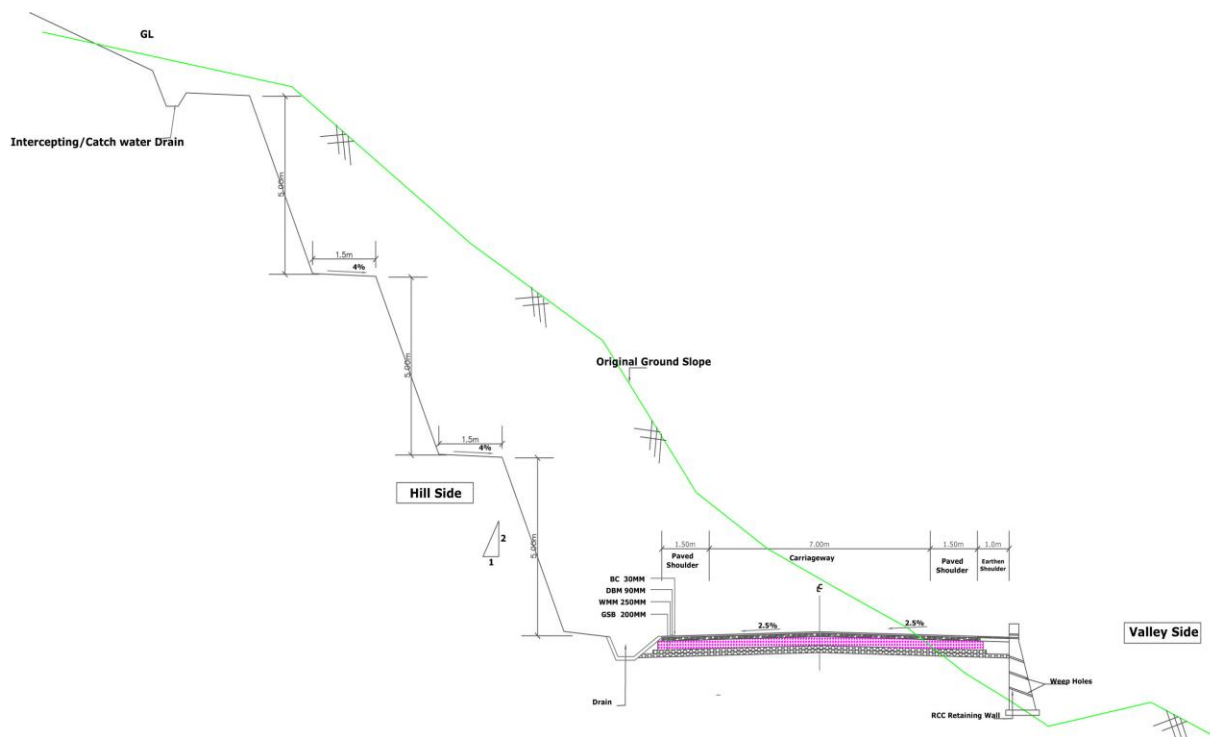 GL
Intercepting/Catch water Drain
5.00m
1.5m
4%
5.00m
Original Ground Slope
1.5m
4%
Hill Side
2
1
5.00m
1.50m
7.00m
1.50m
1.0m
Paved
Shoulder
Carriageway
Paved
Shoulder
Earthen
Shoulder
BC 30MM
DBM 90MM
WMM 250MM
GSB 200MM
2.5%
2.5%
Valley Side
Weep Holes
Drain
RCC Retaining Wall